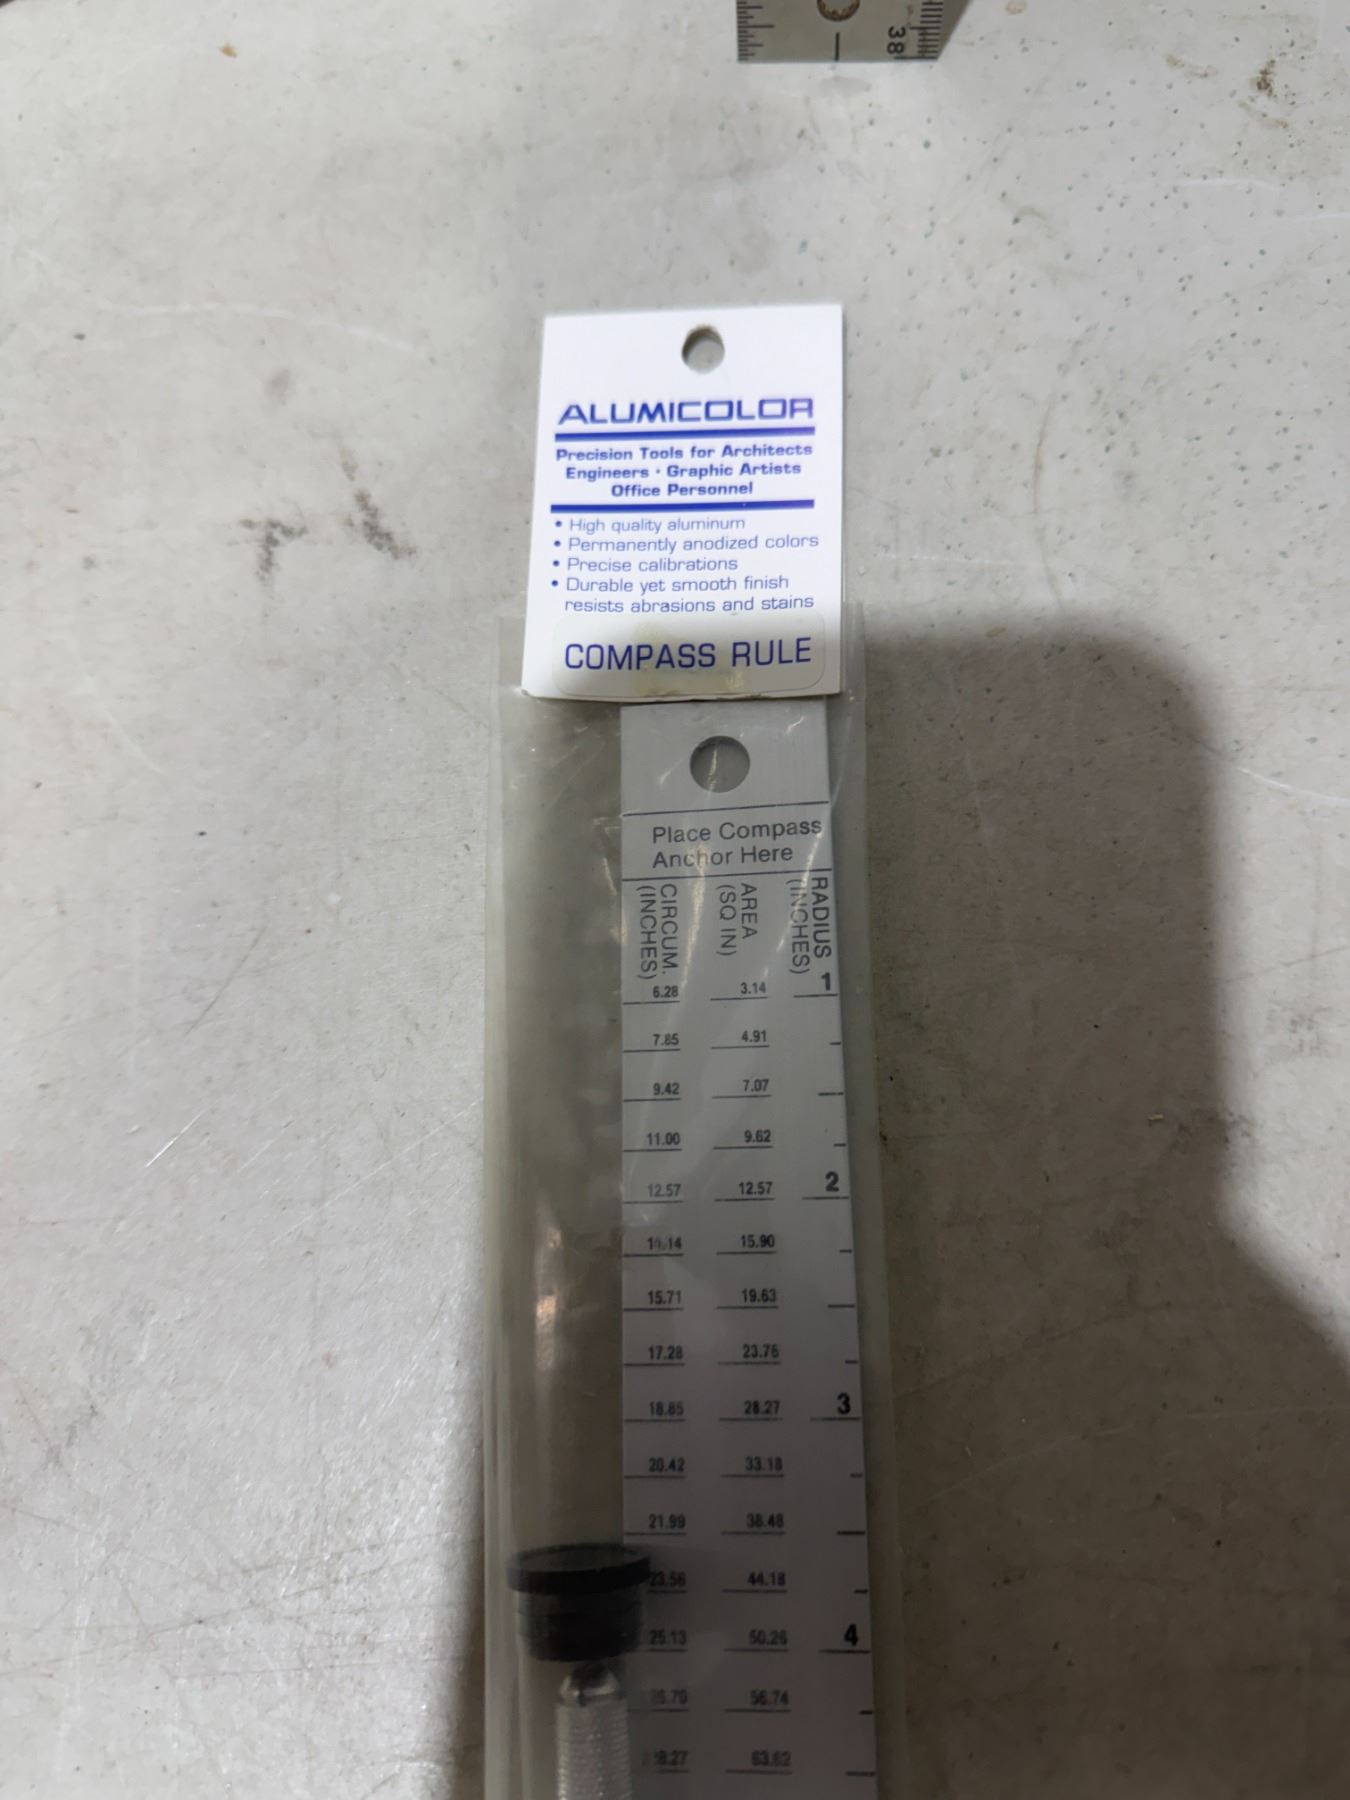 38
ALUMICOLOR
Precision Tools for Architects
Engineers • Graphic Artists
Office Personnel
• High quality aluminum
• Permanently anodized colors
• Precise calibrations
• Durable yet smooth finish
resists abrasions and stains
COMPASS RULE
Place Compass
Anchor Here
CIRCUM.
(INCHES)
AREA
(SQ IN)
RADIUS
(INCHES)
6.28 3.14 1
7.85 4.91
9.42 7.07
11.00 9.62
12.57 12.57 2
15.90
15.71 19.63
17.28 23.76
18.85 28.27 3
20.42 33.18
21.99 38.48
23.56 44.18
25.13 50.26 4
56.74
63.62